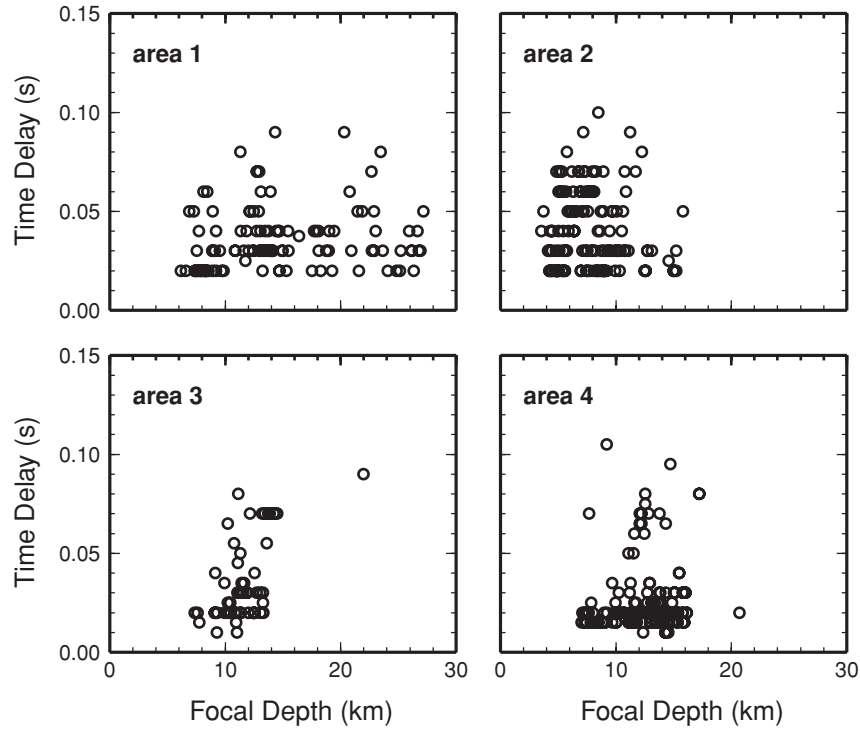 0.15
0.10
0.05
0.00
Time Delay (s)
area 1
area 2
0.15
0.10
0.05
0.00
Time Delay (s)
area 3
area 4
0 10 20 30
0 10 20 30
Focal Depth (km)
Focal Depth (km)